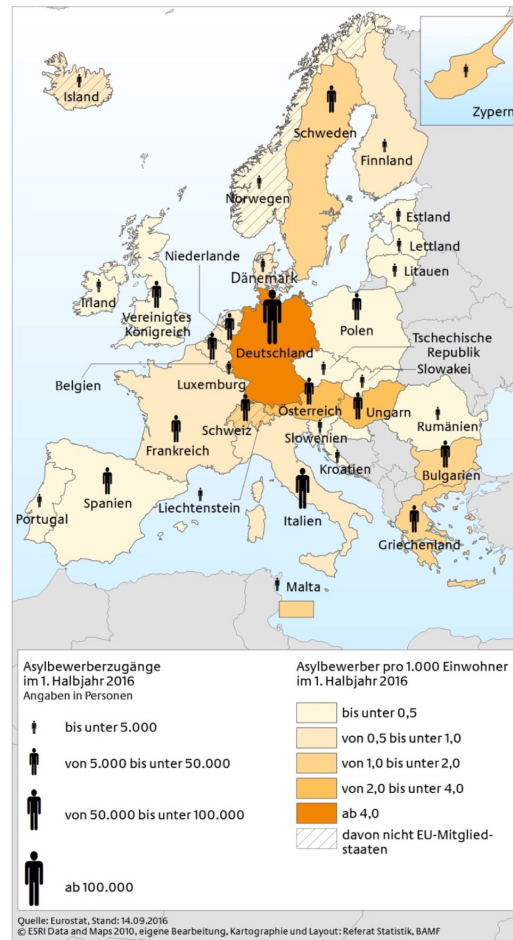 Island
Zypern
Schweden
Finnland
Norwegen
Estland
Lettland
Litauen
Niederlande
Dänemark
Irland
Vereinigtes
Königreich
Polen
Deutschland
Tschechische
Republik
Slowakei
Belgien
Luxemburg
Österreich
Ungarn
Schweiz
Slowenien
Rumänien
Frankreich
Kroatien
Bulgarien
Spanien
Portugal
Liechtenstein
Italien
Griechenland
Malta
Asylbewerberzugänge
im 1. Halbjahr 2016
Angaben in Personen
bis unter 5.000
von 5.000 bis unter 50.000
von 50.000 bis unter 100.000
ab 100.000
Asylbewerber pro 1.000 Einwohner
im 1. Halbjahr 2016
bis unter 0,5
von 0,5 bis unter 1,0
von 1,0 bis unter 2,0
von 2,0 bis unter 4,0
ab 4,0
davon nicht EU-Mitglied-
staaten
Quelle: Eurostat, Stand: 14.09.2016
© ESRI Data and Maps 2010, eigene Bearbeitung, Kartographie und Layout: Referat Statistik, BAMF